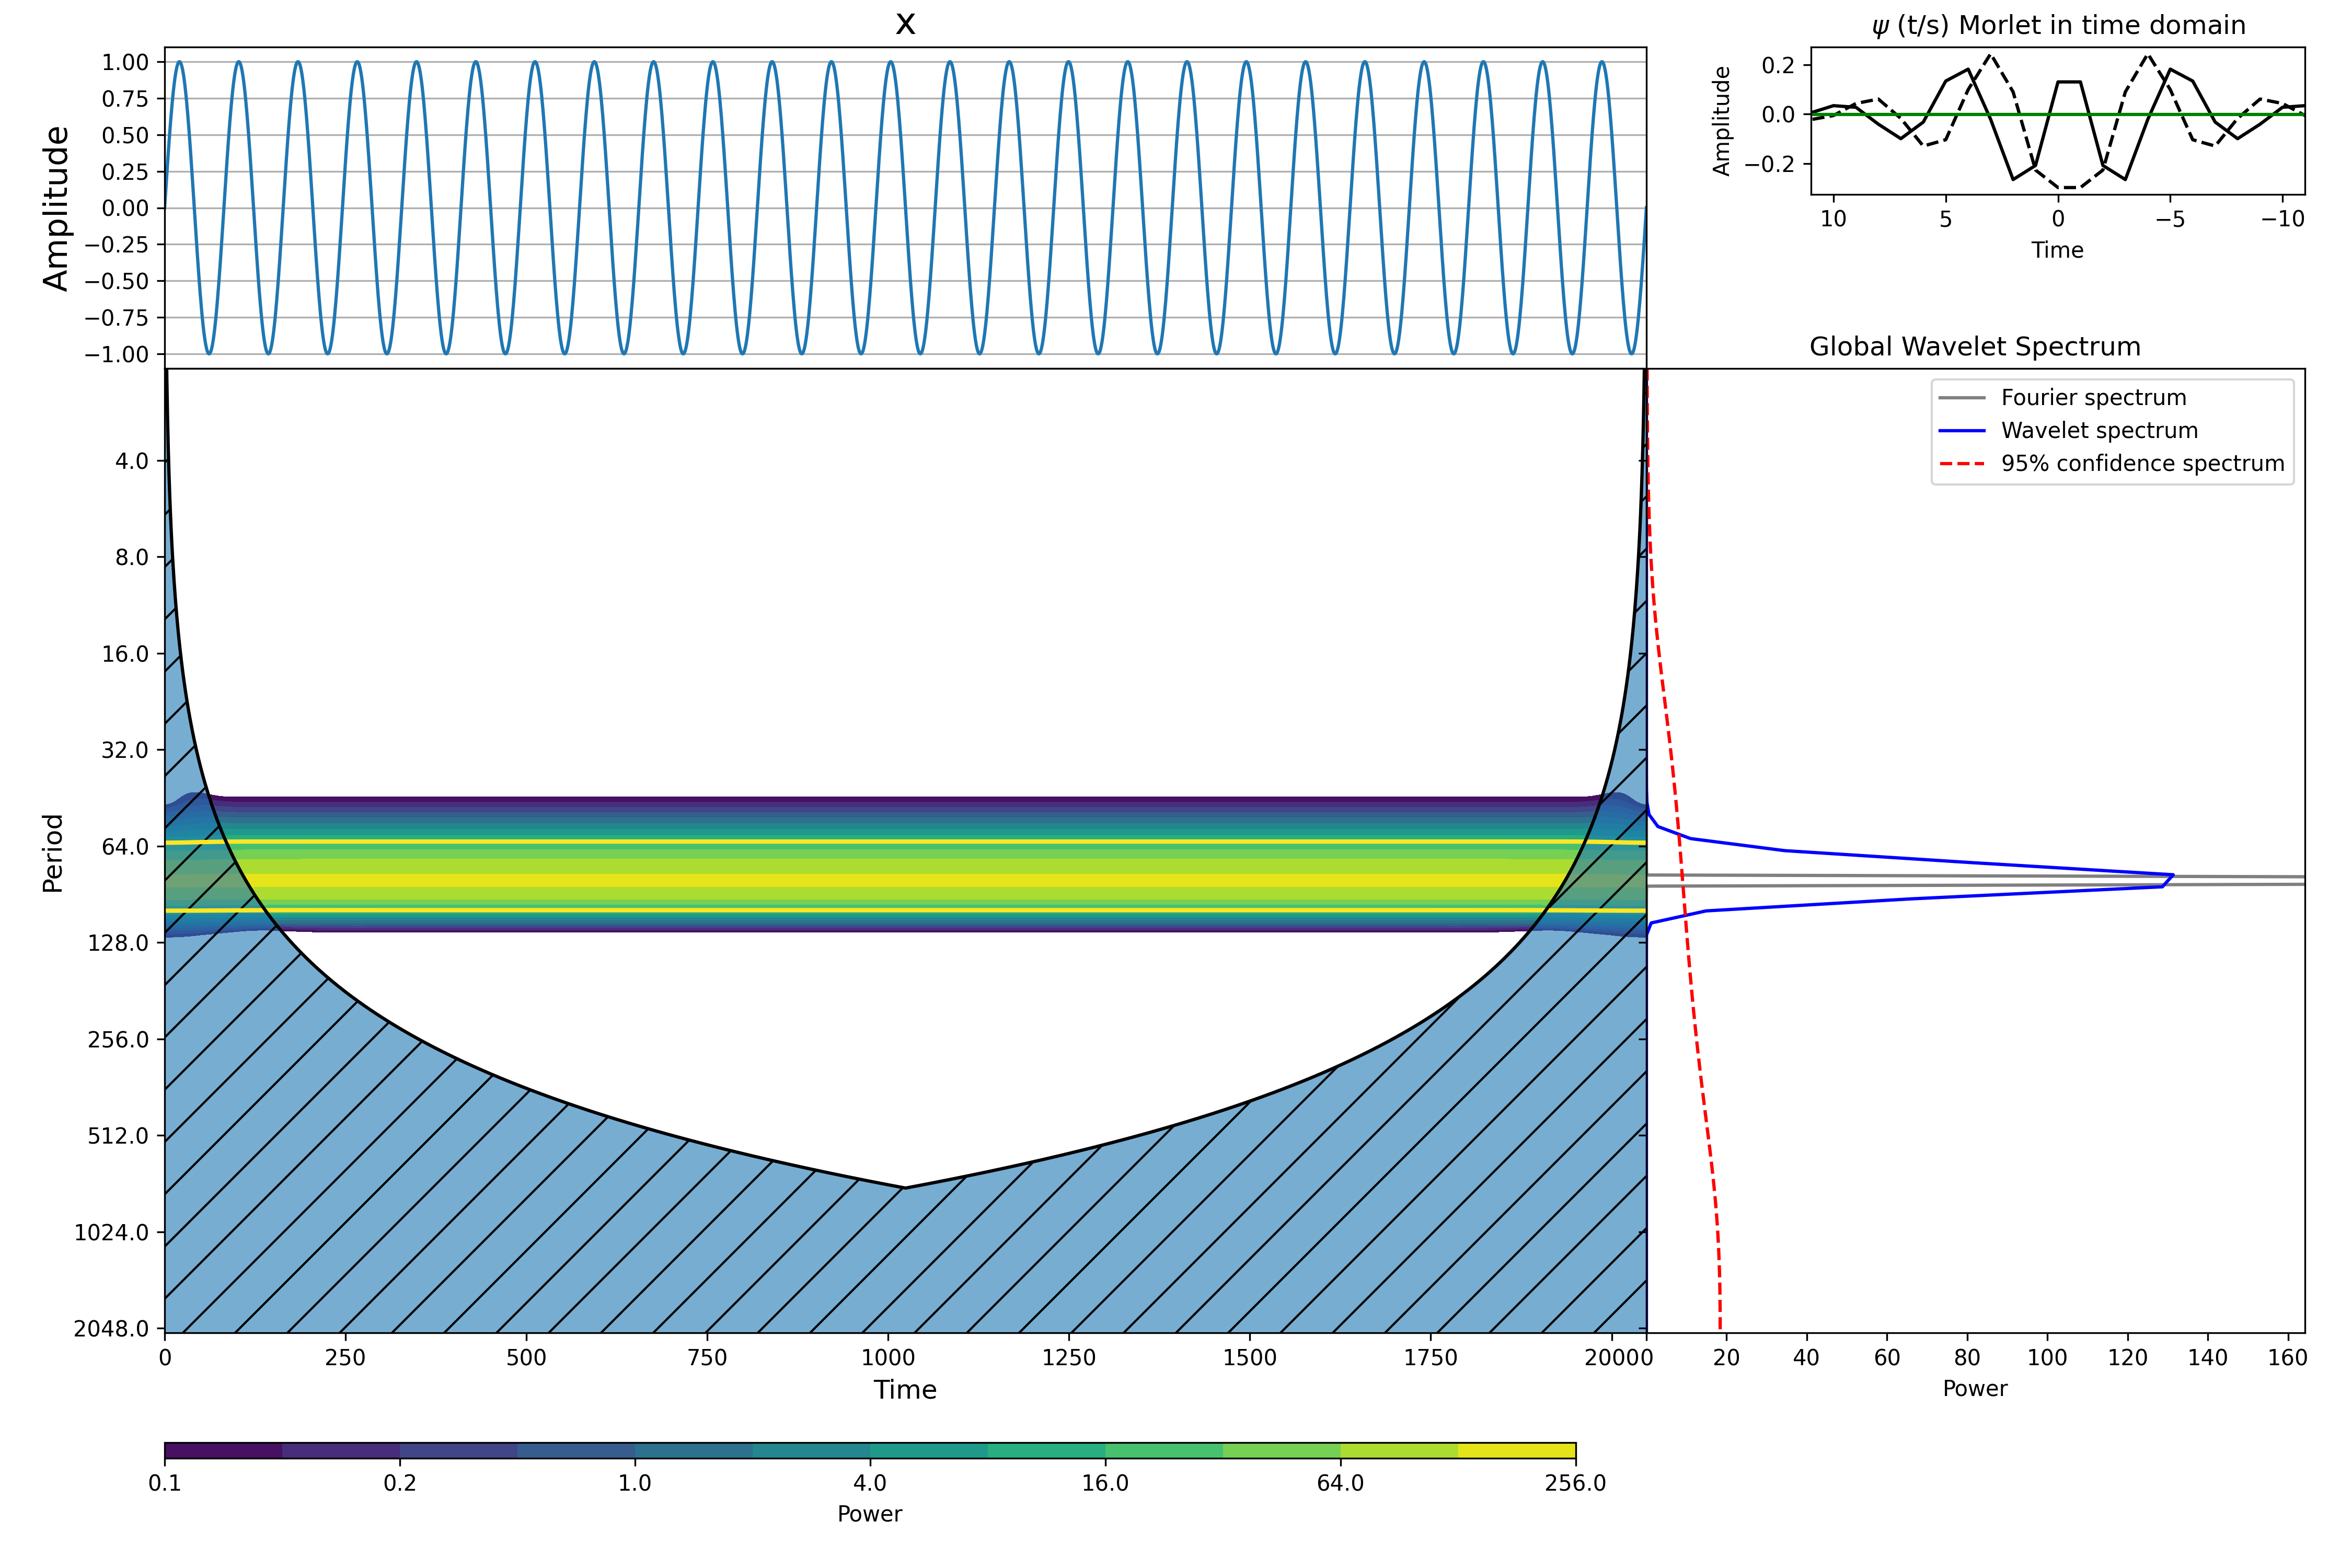 x
Amplitude
1.00
0.75
0.50
0.25
0.00
−0.25
−0.50
−0.75
−1.00
ψ (t/s) Morlet in time domain
Amplitude
0.2
0.0
−0.2
10 5 0 −5 −10
Time
Global Wavelet Spectrum
Fourier spectrum
Wavelet spectrum
95% confidence spectrum
Period
4.0
8.0
16.0
32.0
64.0
128.0
256.0
512.0
1024.0
2048.0
0 250 500 750 1000 1250 1500 1750 2000
Time
0 20 40 60 80 100 120 140 160
Power
0.1 0.2 1.0 4.0 16.0 64.0 256.0
Power